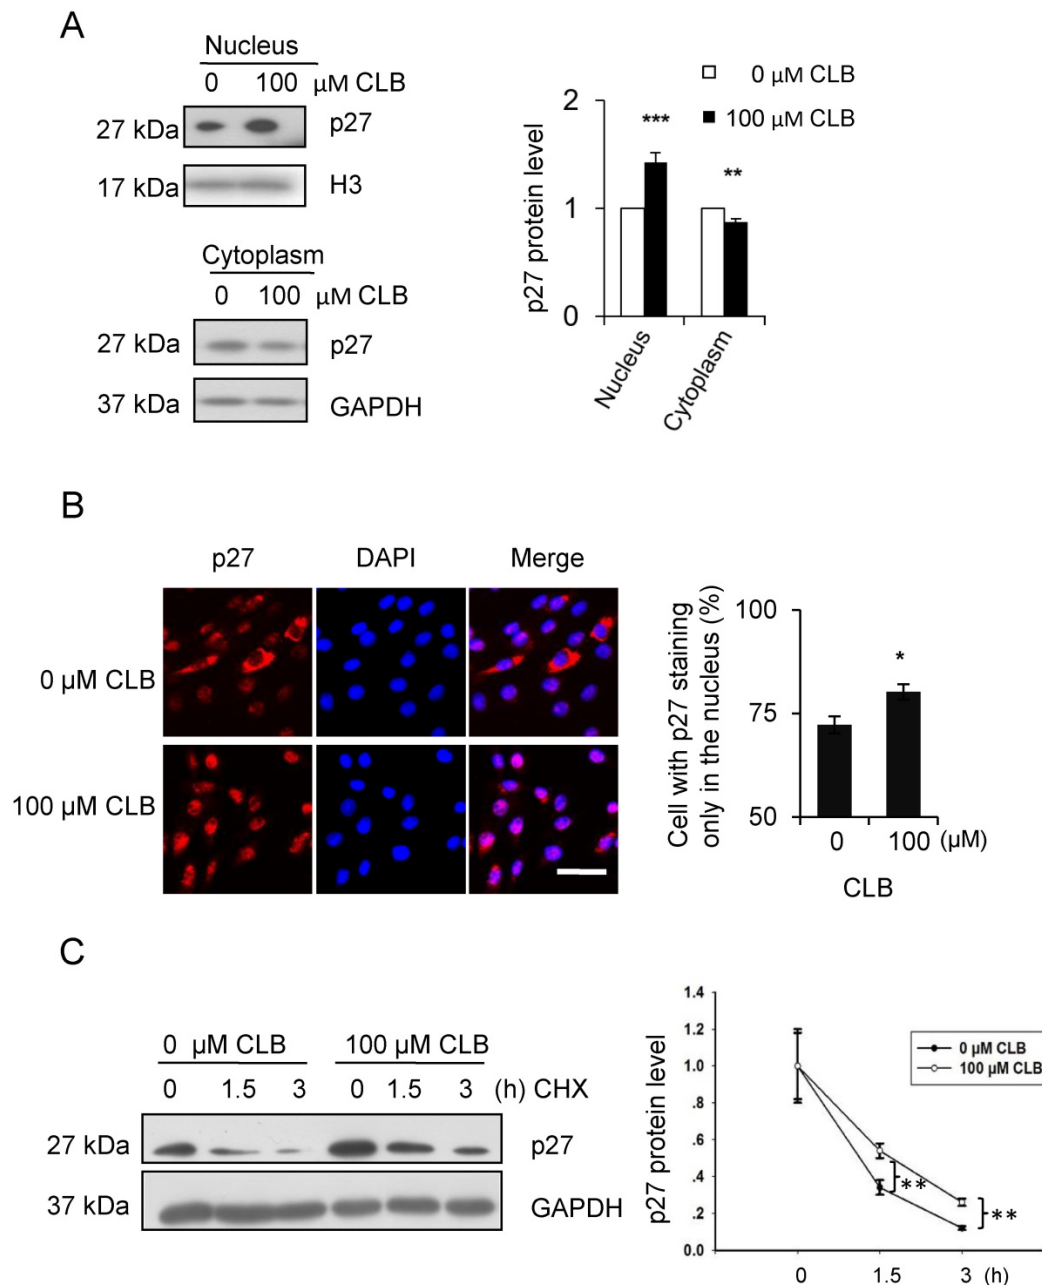 A
Nucleus
0 100 µM CLB
27 kDa p27
17 kDa H3
Cytoplasm
0 100 µM CLB
27 kDa p27
37 kDa GAPDH
0 µM CLB
100 µM CLB
p27 protein level
2
1
0
***
**
Nucleus
Cytoplasm
B
p27 DAPI Merge
0 µM CLB
100 µM CLB
Cell with p27 staining
only in the nucleus (%)
100
75
50
*
0 100 (µM)
CLB
C
0 µM CLB 100 µM CLB
0 1.5 3 0 1.5 3 (h) CHX
27 kDa p27
37 kDa GAPDH
p27 protein level
1.4
1.2
1.0
.8
.6
.4
.2
0.0
0 µM CLB
100 µM CLB
**
**
0 1.5 3 (h)